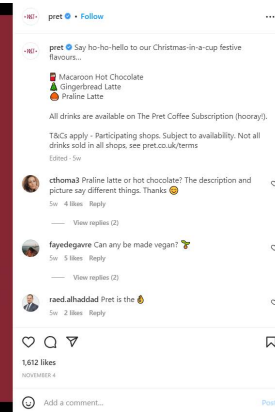 pret • Follow
pret Say ho-ho-hello to our Christmas-in-a-cup festive
flavours...
Macaroon Hot Chocolate
Gingerbread Latte
Praline Latte
All drinks are available on The Pret Coffee Subscription (hooray!).
T&Cs apply - Participating shops. Subject to availability. Not all
drinks sold in all shops, see pret.co.uk/terms
Edited · 5w
cthoma3 Praline latte or hot chocolate? The description and
picture say different things. Thanks
5w 4 likes Reply
View replies (2)
fayedegavre Can any be made vegan?
5w 5 likes Reply
View replies (2)
raed.alhaddad Pret is the
5w 2 likes Reply
1,612 likes
NOVEMBER 4
Add a comment...
Post